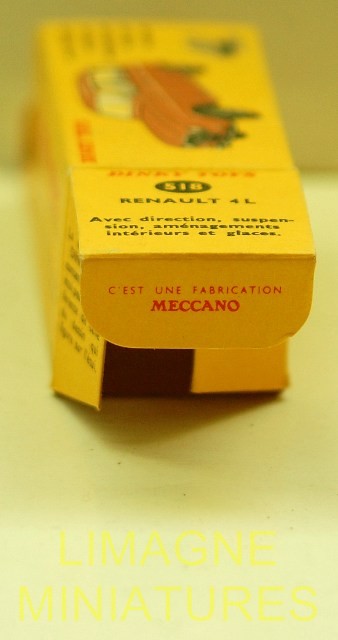 DINKY TOYS
518
RENAULT 4L
Avec direction, suspen-
sion, aménagements
intérieurs et glaces.
C'EST UNE FABRICATION
MECCANO
LIMAGNE
MINIATURES